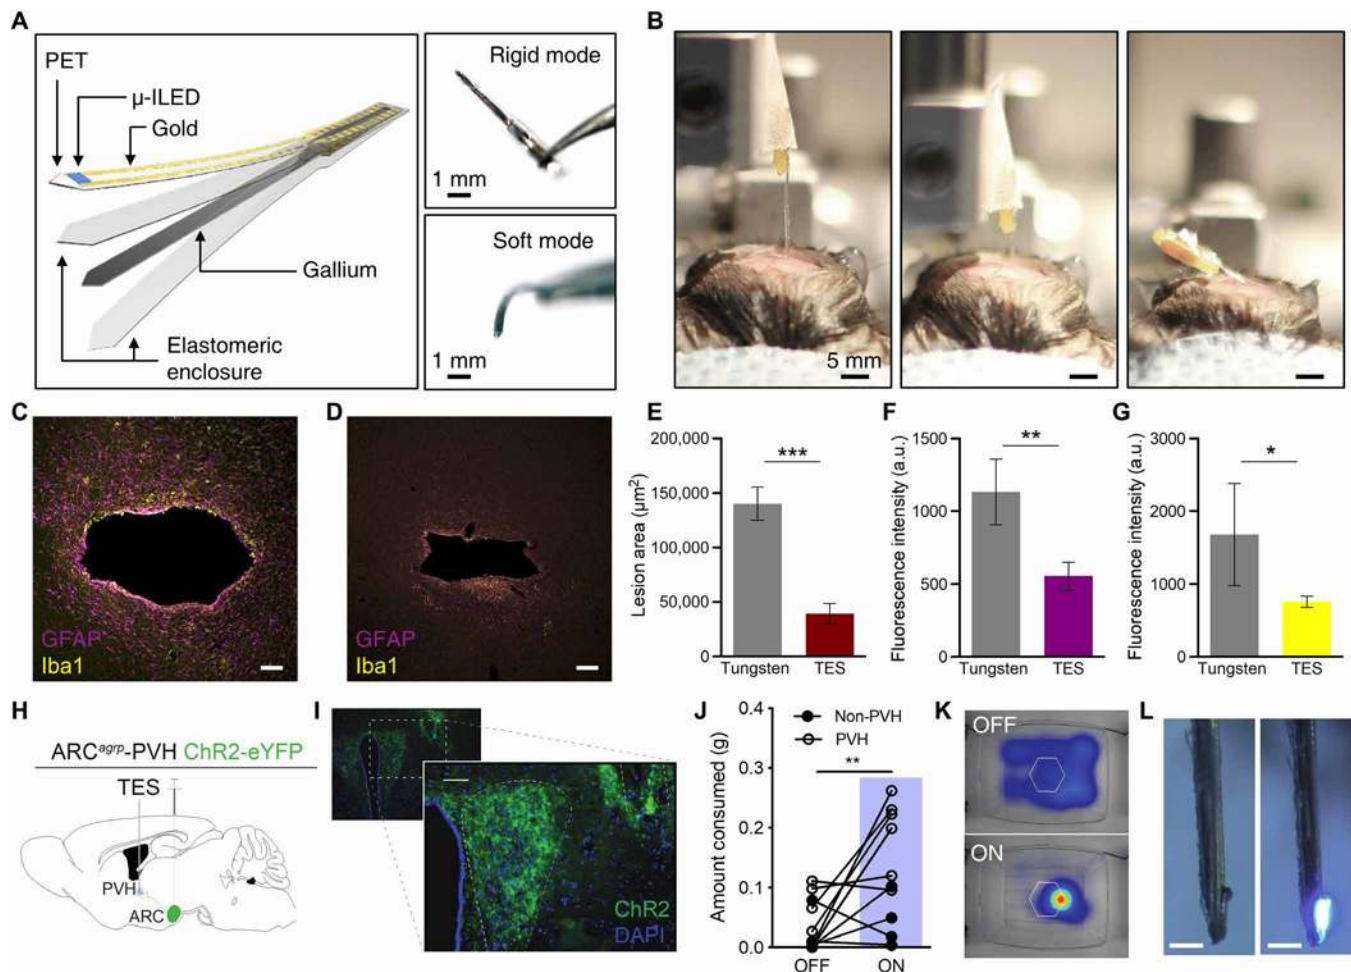 A
PET
μ-ILED
Gold
Gallium
Elastomeric
enclosure
Rigid mode
1 mm
Soft mode
1 mm
B
5 mm
C
GFAP
Iba1
D
GFAP
Iba1
E
Lesion area (μm²)
200,000
150,000
100,000
50,000
0
***
Tungsten
TES
F
Fluorescence intensity (a.u.)
1500
1000
500
0
**
Tungsten
TES
G
Fluorescence intensity (a.u.)
3000
2000
1000
0
*
Tungsten
TES
H
ARCᵃᵍʳᵖ-PVH ChR2-eYFP
TES
PVH
ARC
I
ChR2
DAPI
J
Amount consumed (g)
0.4
0.3
0.2
0.1
0.0
Non-PVH
PVH
**
OFF
ON
K
OFF
ON
L